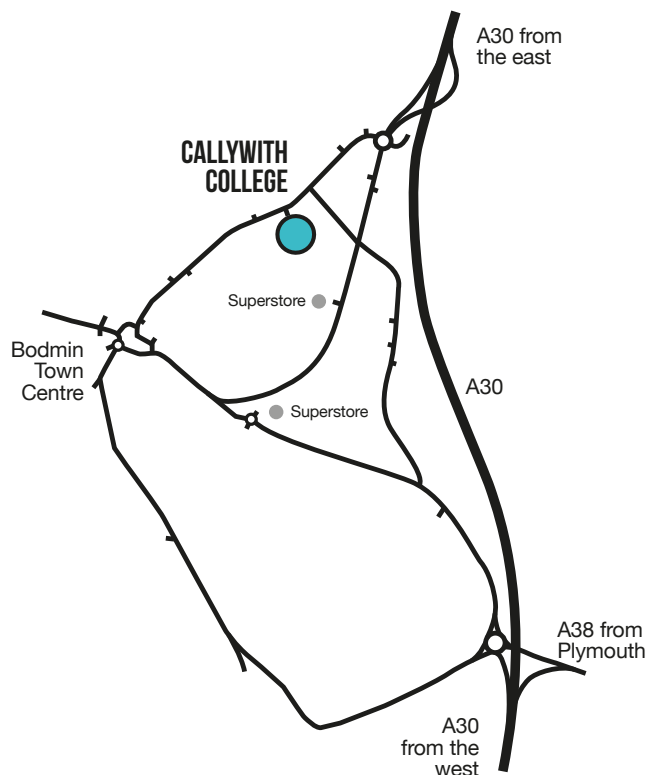 A30 from
the east
CALLYWITH
COLLEGE
Superstore
Bodmin
Town
Centre
A30
Superstore
A38 from
Plymouth
A30
from the
west